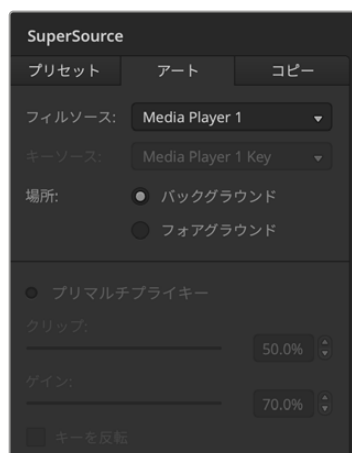 SuperSource
プリセット アート コピー
フィルソース: Media Player 1
キーソース: Media Player 1 Key
場所: バックグラウンド
フォアグラウンド
プリマルチプライキー
クリップ:
50.0%
ゲイン:
70.0%
キーを反転